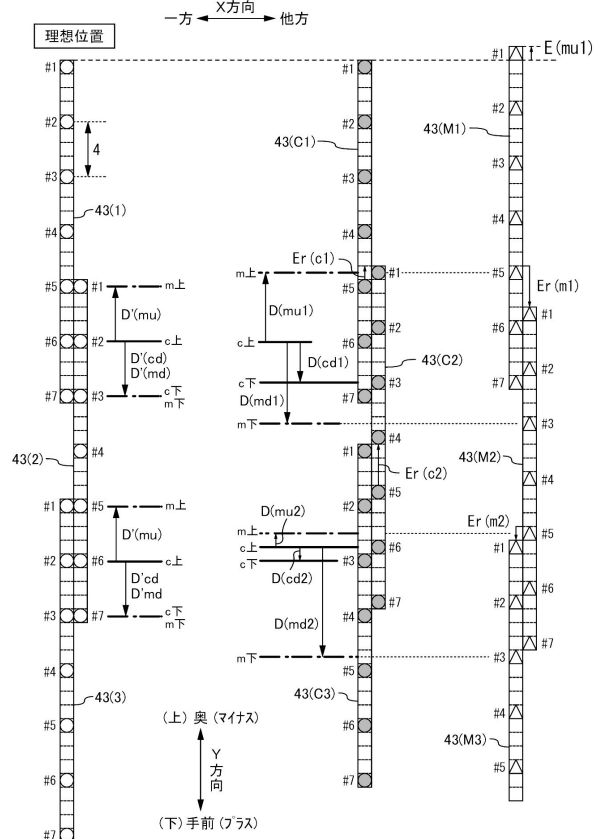 X方向
一方 他方
理想位置
#1
#2
4
#3
43(1)
#4
#5 #1 m上
D'(mu)
#6 #2 c上
D'(cd)
D'(md)
#7 #3 c下
m下
#4
43(2)
#1 #5 m上
D'(mu)
#2 #6 c上
D'cd
D'md
#3 #7 c下
m下
#4
43(3)
#5
#6
#7
#1
#2
43(C1)
#3
#4
Er(c1)
m上 #1
#5
D(mu1)
#2
c上 #6
D(cd1)
43(C2)
c下 #3
D(md1) #7
m下
#4
#1
Er(c2)
#5
#2
D(mu2)
m上
c上 #6
c下 #3
D(cd2)
#7
D(md2) #4
m下
#5
43(C3)
#6
#7
#1 E(mu1)
#2
43(M1)
#3
#4
#5
Er(m1)
#1
#6
#2
#7
#3
43(M2)
#4
Er(m2)
#5
#1
#6
#2
#7
#3
#4
43(M3)
#5
(上) 奥 (マイナス)
Y方向
(下) 手前 (プラス)